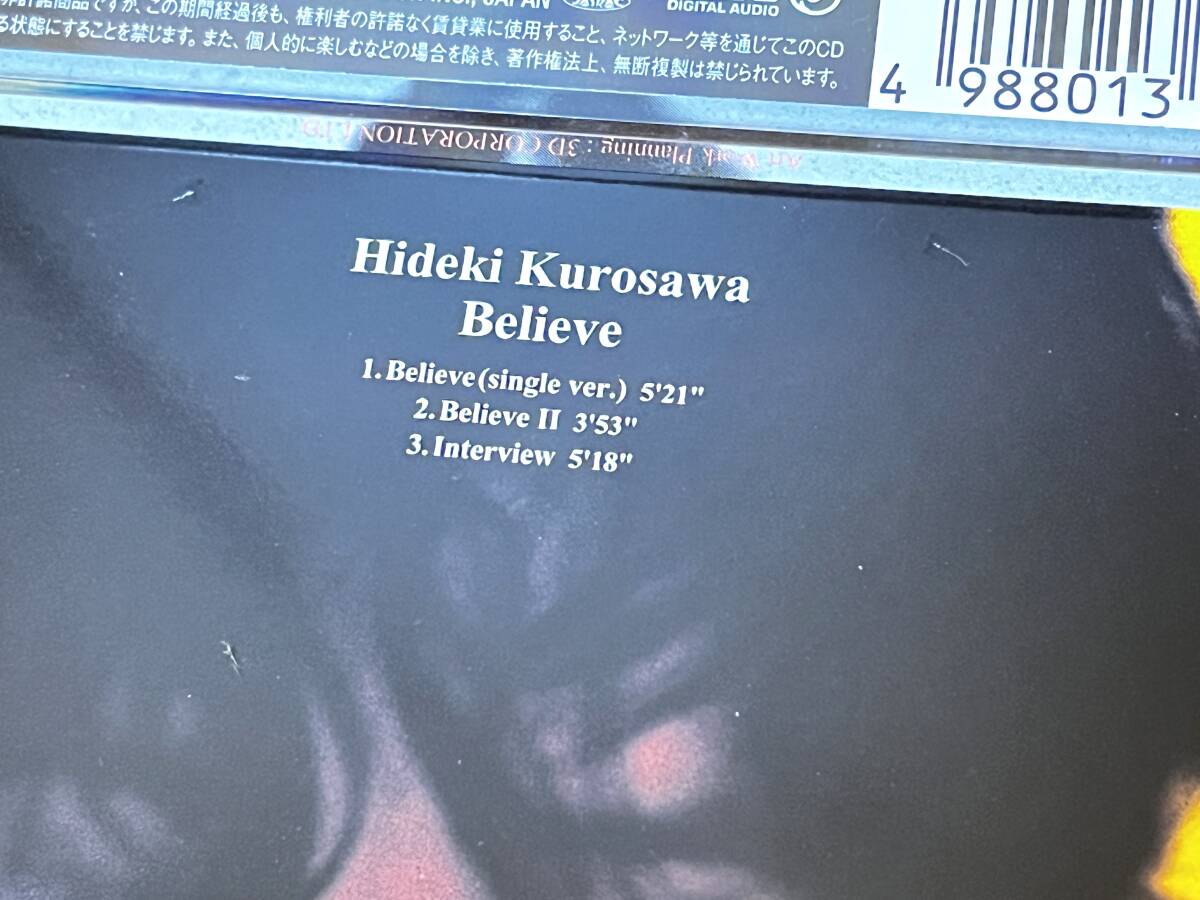 JAPAN
DIGITAL AUDIO
非許諾商品ですが、この期間経過後も、権利者の許諾なく賃貸業に使用すること、ネットワーク等を通じてこのCD
る状態にすることを禁じます。また、個人的に楽しむなどの場合を除き、著作権法上、無断複製は禁じられています。
4 988013
Art Work Planning : 3D CORPORATION LTD.
Hideki Kurosawa
Believe
1.Believe(single ver.) 5'21"
2.Believe II 3'53"
3.Interview 5'18"